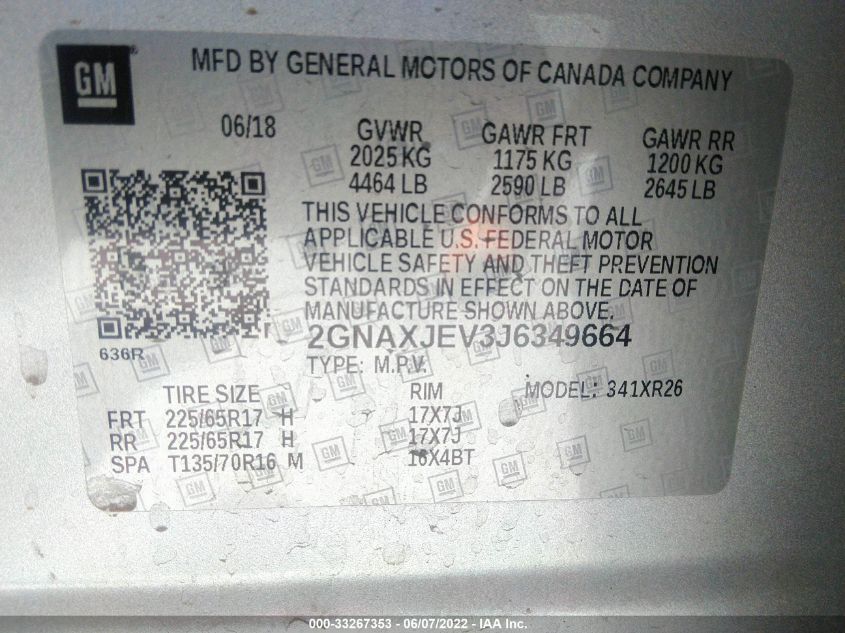 GM ® MFD BY GENERAL MOTORS OF CANADA COMPANY
06/18 GVWR GAWR FRT GAWR RR
2025 KG 1175 KG 1200 KG
4464 LB 2590 LB 2645 LB
THIS VEHICLE CONFORMS TO ALL
APPLICABLE U.S. FEDERAL MOTOR
VEHICLE SAFETY AND THEFT PREVENTION
STANDARDS IN EFFECT ON THE DATE OF
MANUFACTURE SHOWN ABOVE.
2GNAXJEV3J6349664
636R
TYPE: M.P.V.
TIRE SIZE RIM MODEL: 341XR26
FRT 225/65R17 H 17X7J
RR 225/65R17 H 17X7J
SPA T135/70R16 M 16X4BT
000-33267353 - 06/07/2022 - IAA Inc.